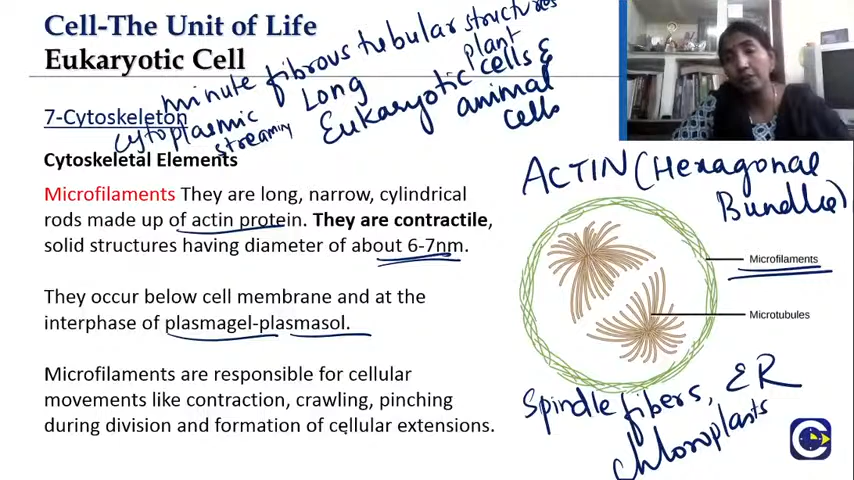 Cell-The Unit of Life
Eukaryotic Cell
minute fibrous tubular structures
Long
Eukaryotic plant cells &
animal
cells
7-Cytoskeleton
cytoplaemic
streaming
Cytoskeletal Elements
Microfilaments They are long, narrow, cylindrical
rods made up of actin protein. They are contractile,
solid structures having diameter of about 6-7nm.
They occur below cell membrane and at the
interphase of plasmagel-plasmasol.
Microfilaments are responsible for cellular
movements like contraction, crawling, pinching
during division and formation of cellular extensions.
ACTIN (Hexagonal
Bundle)
Microfilaments
Microtubules
Spindle fibers, ER
chloroplasts